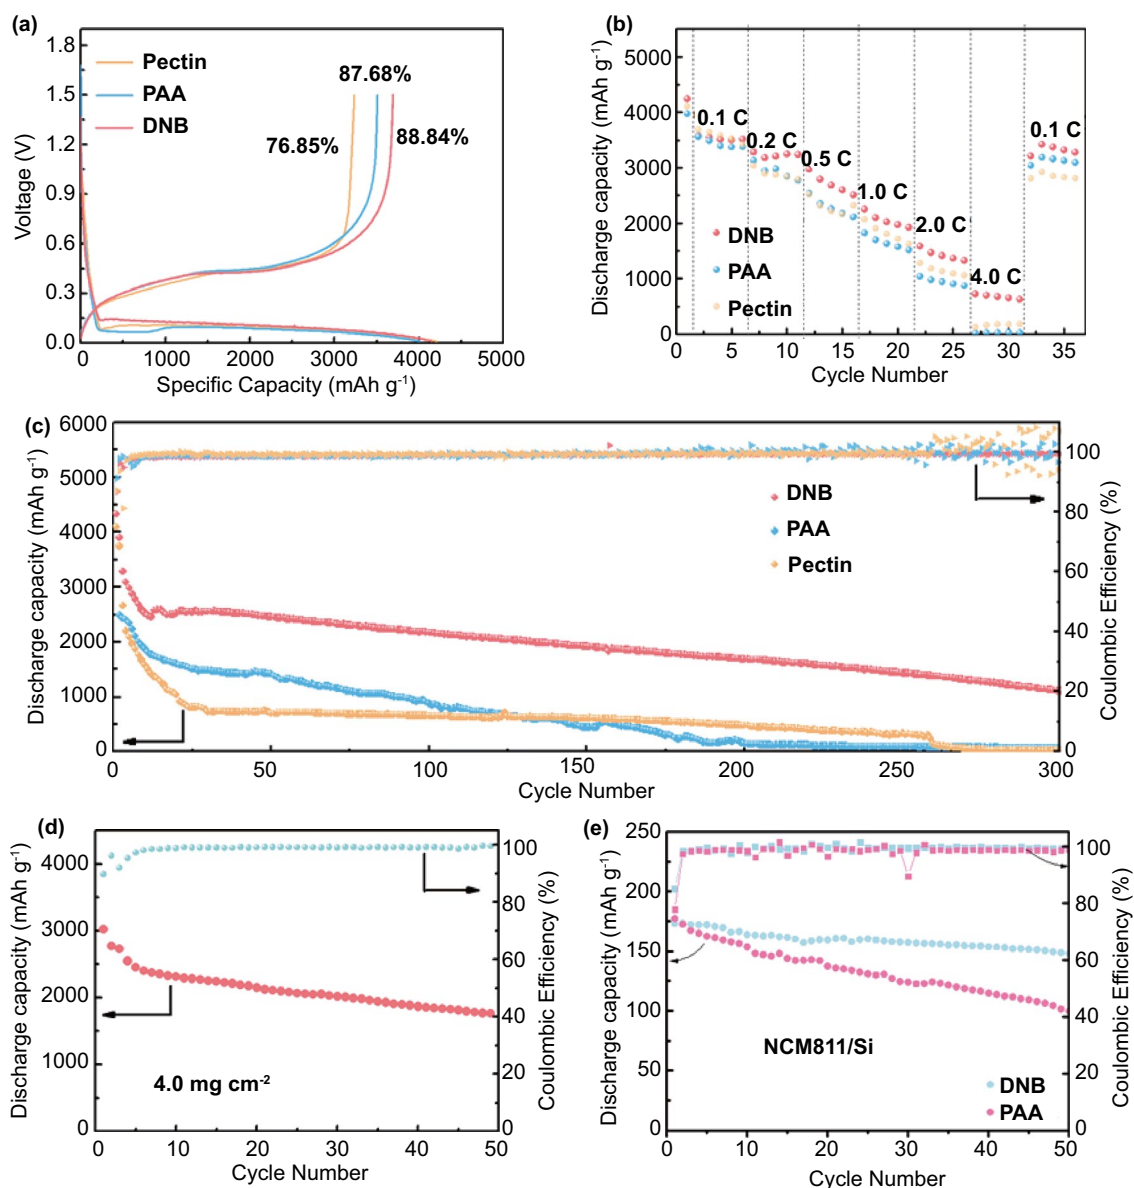 (a)
1.8
1.5
1.2
0.9
0.6
0.3
0.0
Voltage (V)
Pectin
PAA
DNB
87.68%
76.85%
88.84%
0 1000 2000 3000 4000 5000
Specific Capacity (mAh g-1)
(b)
5000
4000
3000
2000
1000
0
Discharge capacity (mAh g-1)
0.1 C
0.2 C
0.5 C
1.0 C
2.0 C
4.0 C
0.1 C
DNB
PAA
Pectin
0 5 10 15 20 25 30 35
Cycle Number
(c)
6000
5000
4000
3000
2000
1000
0
Discharge capacity (mAh g-1)
DNB
PAA
Pectin
100
80
60
40
20
0
Coulombic Efficiency (%)
0 50 100 150 200 250 300
Cycle Number
(d)
4000
3000
2000
1000
0
Discharge capacity (mAh g-1)
4.0 mg cm-2
100
80
60
40
20
0
Coulombic Efficiency (%)
0 10 20 30 40 50
Cycle Number
(e)
250
200
150
100
50
0
Discharge capacity (mAh g-1)
NCM811/Si
DNB
PAA
100
80
60
40
20
0
Coulombic Efficiency (%)
0 10 20 30 40 50
Cycle Number